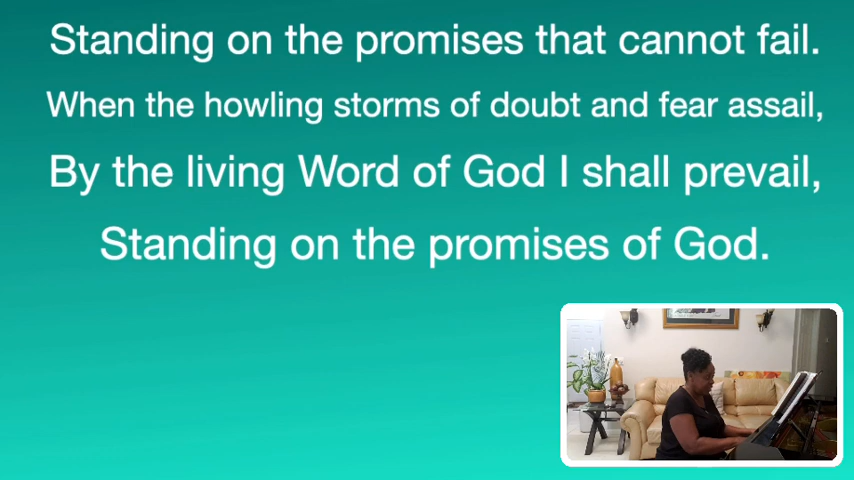 Standing on the promises that cannot fail.
When the howling storms of doubt and fear assail,
By the living Word of God I shall prevail,
Standing on the promises of God.